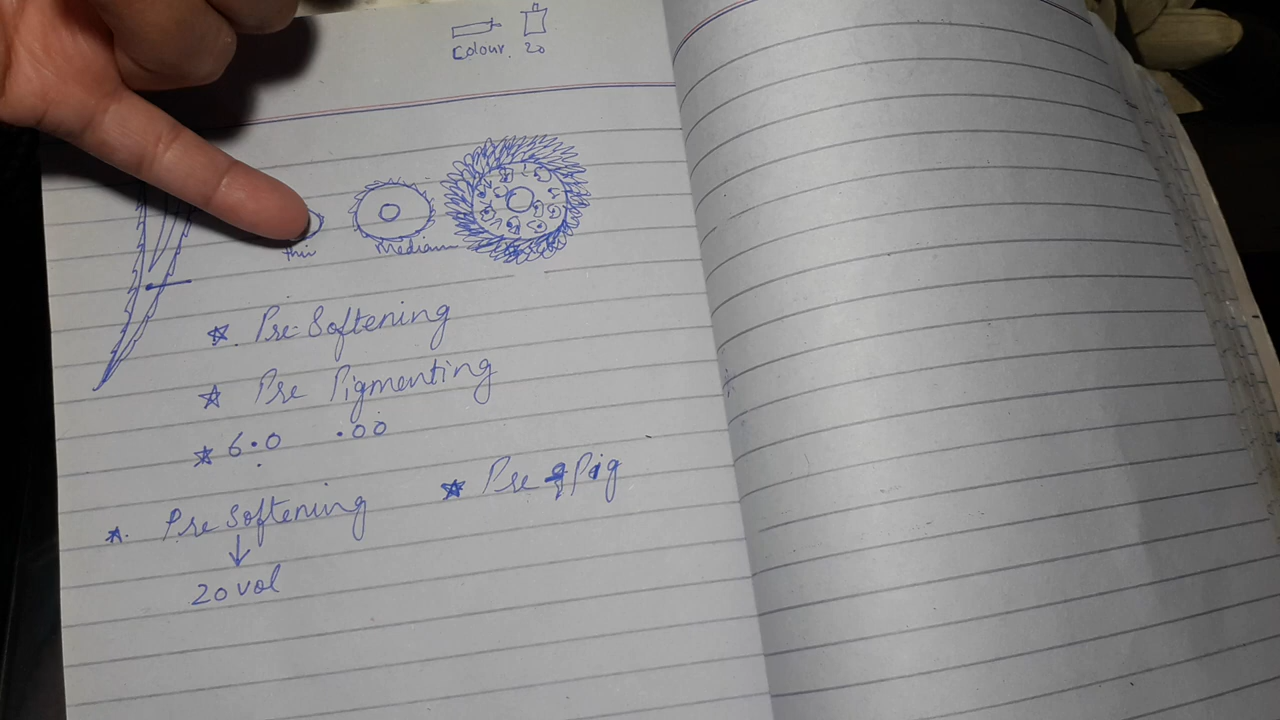 Colour. 20
thin medium
* Pre-Softening
* Pre Pigmenting
* 6.0 .00
* Pre Softening * Pre Pig
20 vol